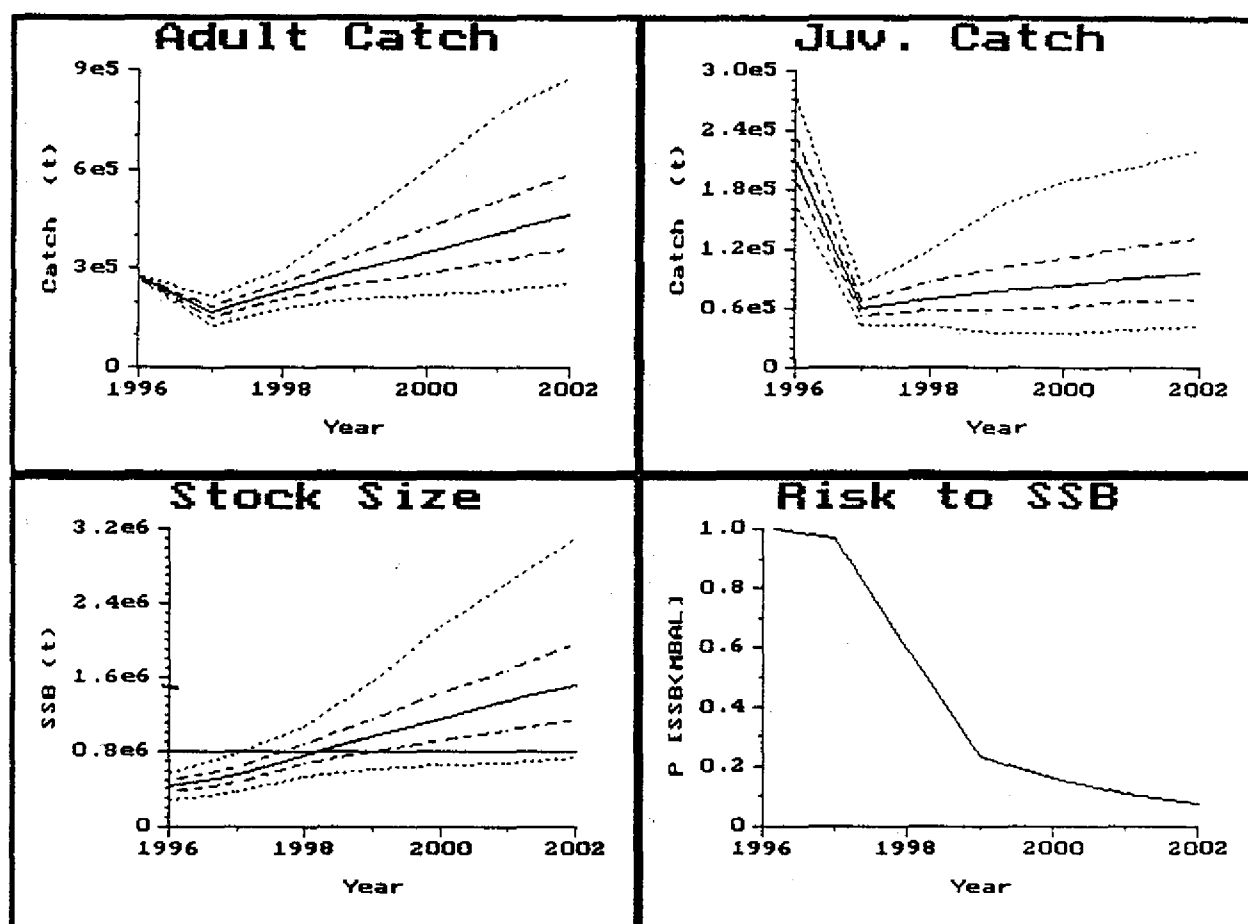 Adult Catch
9e5
6e5
3e5
0
Catch (t)
1996 1998 2000 2002
Year
Juv. Catch
3.0e5
2.4e5
1.8e5
1.2e5
0.6e5
0
Catch (t)
1996 1998 2000 2002
Year
Stock Size
3.2e6
2.4e6
1.6e6
0.8e6
0
SSB (t)
1996 1998 2000 2002
Year
Risk to SSB
1.0
0.8
0.6
0.4
0.2
0
P [SSB<MBAL]
1996 1998 2000 2002
Year